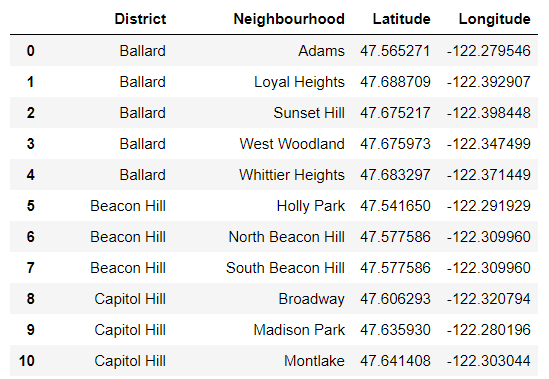 District Neighbourhood Latitude Longitude
0 Ballard Adams 47.565271 -122.279546
1 Ballard Loyal Heights 47.688709 -122.392907
2 Ballard Sunset Hill 47.675217 -122.398448
3 Ballard West Woodland 47.675973 -122.347499
4 Ballard Whittier Heights 47.683297 -122.371449
5 Beacon Hill Holly Park 47.541650 -122.291929
6 Beacon Hill North Beacon Hill 47.577586 -122.309960
7 Beacon Hill South Beacon Hill 47.577586 -122.309960
8 Capitol Hill Broadway 47.606293 -122.320794
9 Capitol Hill Madison Park 47.635930 -122.280196
10 Capitol Hill Montlake 47.641408 -122.303044